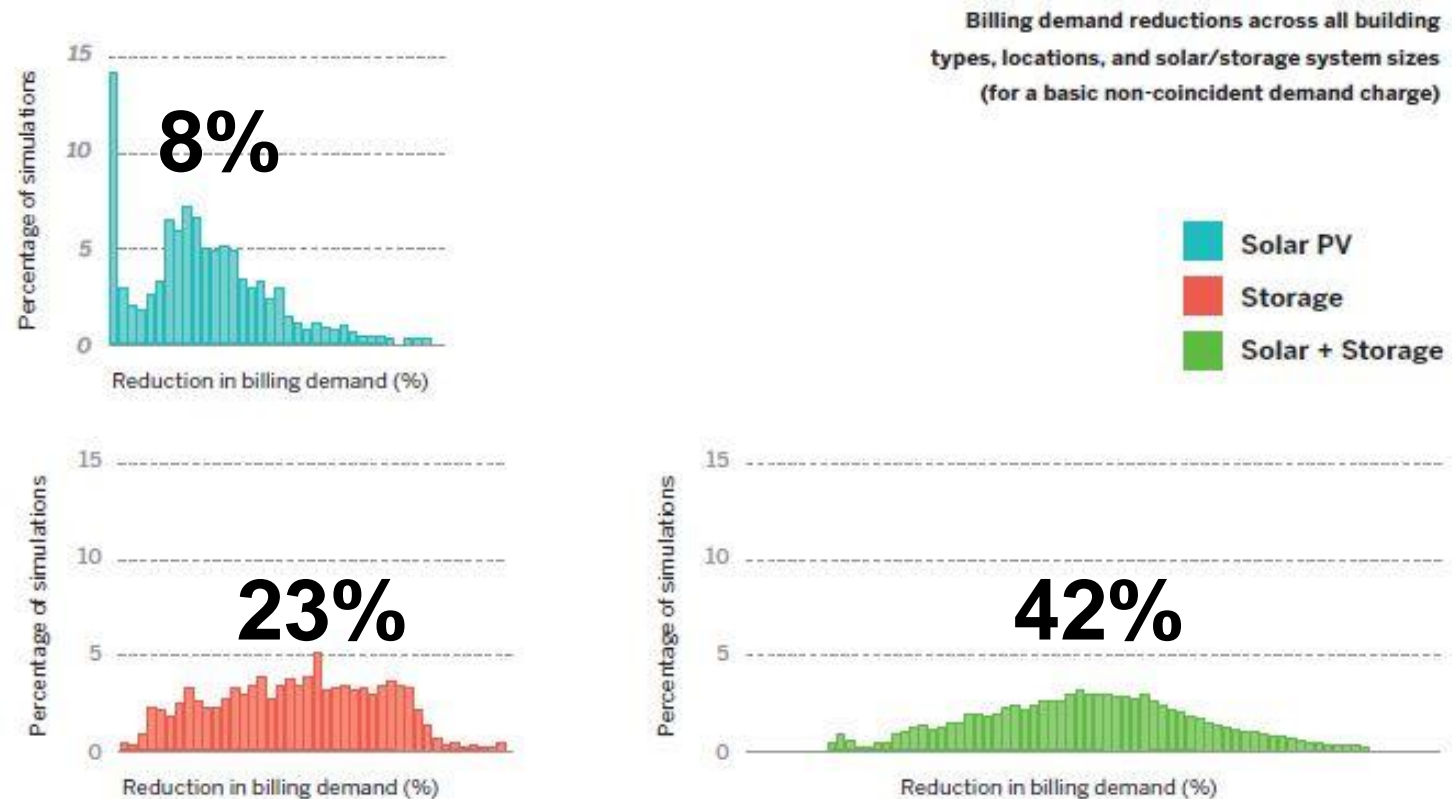 Billing demand reductions across all building
types, locations, and solar/storage system sizes
(for a basic non-coincident demand charge)
Percentage of simulations
15
10
5
0
8%
Reduction in billing demand (%)
Solar PV
Storage
Solar + Storage
Percentage of simulations
15
10
5
0
23%
Reduction in billing demand (%)
Percentage of simulations
15
10
5
0
42%
Reduction in billing demand (%)